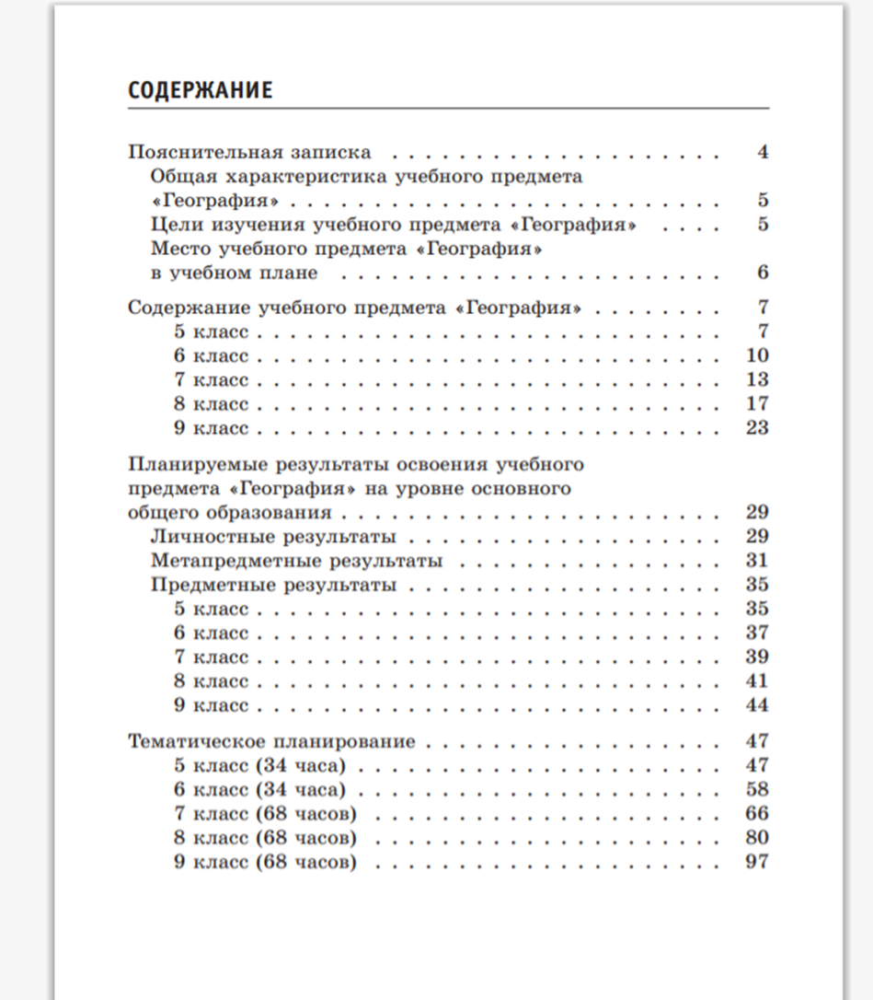 СОДЕРЖАНИЕ
Пояснительная записка . . . . . . . . . . . . . . . . . . . . 4
Общая характеристика учебного предмета
«География» . . . . . . . . . . . . . . . . . . . . . . . . . . 5
Цели изучения учебного предмета «География» . . . . 5
Место учебного предмета «География»
в учебном плане . . . . . . . . . . . . . . . . . . . . . . . 6
Содержание учебного предмета «География» . . . . . . . . 7
5 класс . . . . . . . . . . . . . . . . . . . . . . . . . . . . 7
6 класс . . . . . . . . . . . . . . . . . . . . . . . . . . . . 10
7 класс . . . . . . . . . . . . . . . . . . . . . . . . . . . . 13
8 класс . . . . . . . . . . . . . . . . . . . . . . . . . . . . 17
9 класс . . . . . . . . . . . . . . . . . . . . . . . . . . . . 23
Планируемые результаты освоения учебного
предмета «География» на уровне основного
общего образования . . . . . . . . . . . . . . . . . . . . . . . 29
Личностные результаты . . . . . . . . . . . . . . . . . . . 29
Метапредметные результаты . . . . . . . . . . . . . . . . 31
Предметные результаты . . . . . . . . . . . . . . . . . . . 35
5 класс . . . . . . . . . . . . . . . . . . . . . . . . . . . . 35
6 класс . . . . . . . . . . . . . . . . . . . . . . . . . . . . 37
7 класс . . . . . . . . . . . . . . . . . . . . . . . . . . . . 39
8 класс . . . . . . . . . . . . . . . . . . . . . . . . . . . . 41
9 класс . . . . . . . . . . . . . . . . . . . . . . . . . . . . 44
Тематическое планирование . . . . . . . . . . . . . . . . . . 47
5 класс (34 часа) . . . . . . . . . . . . . . . . . . . . . . 47
6 класс (34 часа) . . . . . . . . . . . . . . . . . . . . . . 58
7 класс (68 часов) . . . . . . . . . . . . . . . . . . . . . 66
8 класс (68 часов) . . . . . . . . . . . . . . . . . . . . . 80
9 класс (68 часов) . . . . . . . . . . . . . . . . . . . . . 97